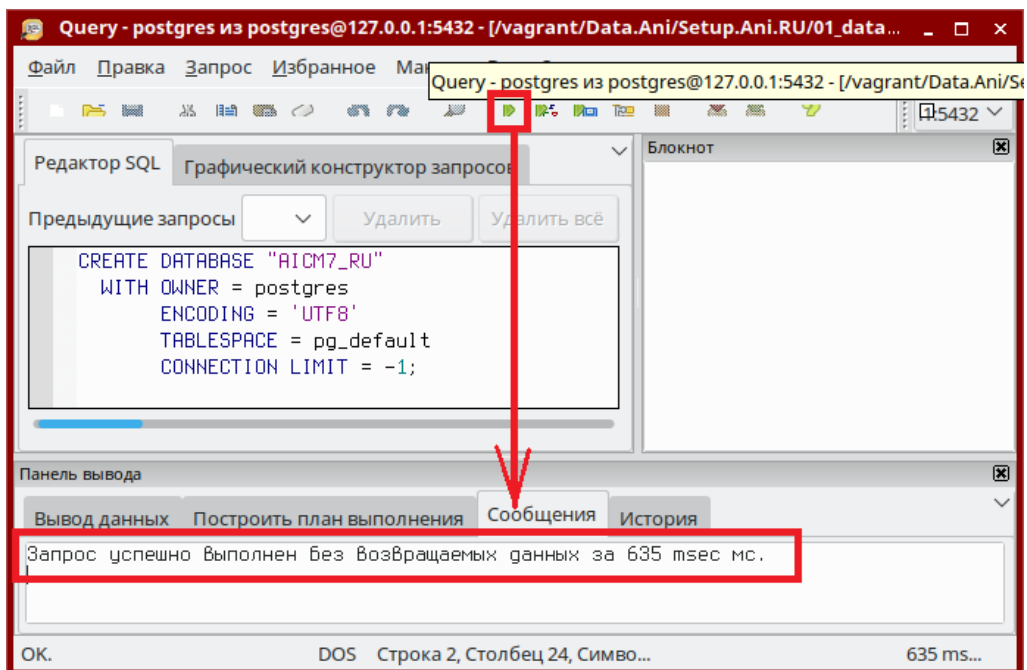 Query - postgres из postgres@127.0.0.1:5432 - [/vagrant/Data.Ani/Setup.Ani.RU/01_data...
Файл Правка Запрос Избранное
Query - postgres из postgres@127.0.0.1:5432 - [/vagrant/Data.Ani/Se
1:5432
Редактор SQL
Графический конструктор запросов
Блокнот
Предыдущие запросы
Удалить
Удалить всё
CREATE DATABASE "AICM7_RU"
WITH OWNER = postgres
ENCODING = 'UTF8'
TABLESPACE = pg_default
CONNECTION LIMIT = -1;
Панель вывода
Вывод данных
Построить план выполнения
Сообщения
История
Запрос успешно выполнен без возвращаемых данных за 635 msec мс.
OK.
DOS
Строка 2, Столбец 24, Симво...
635 ms...